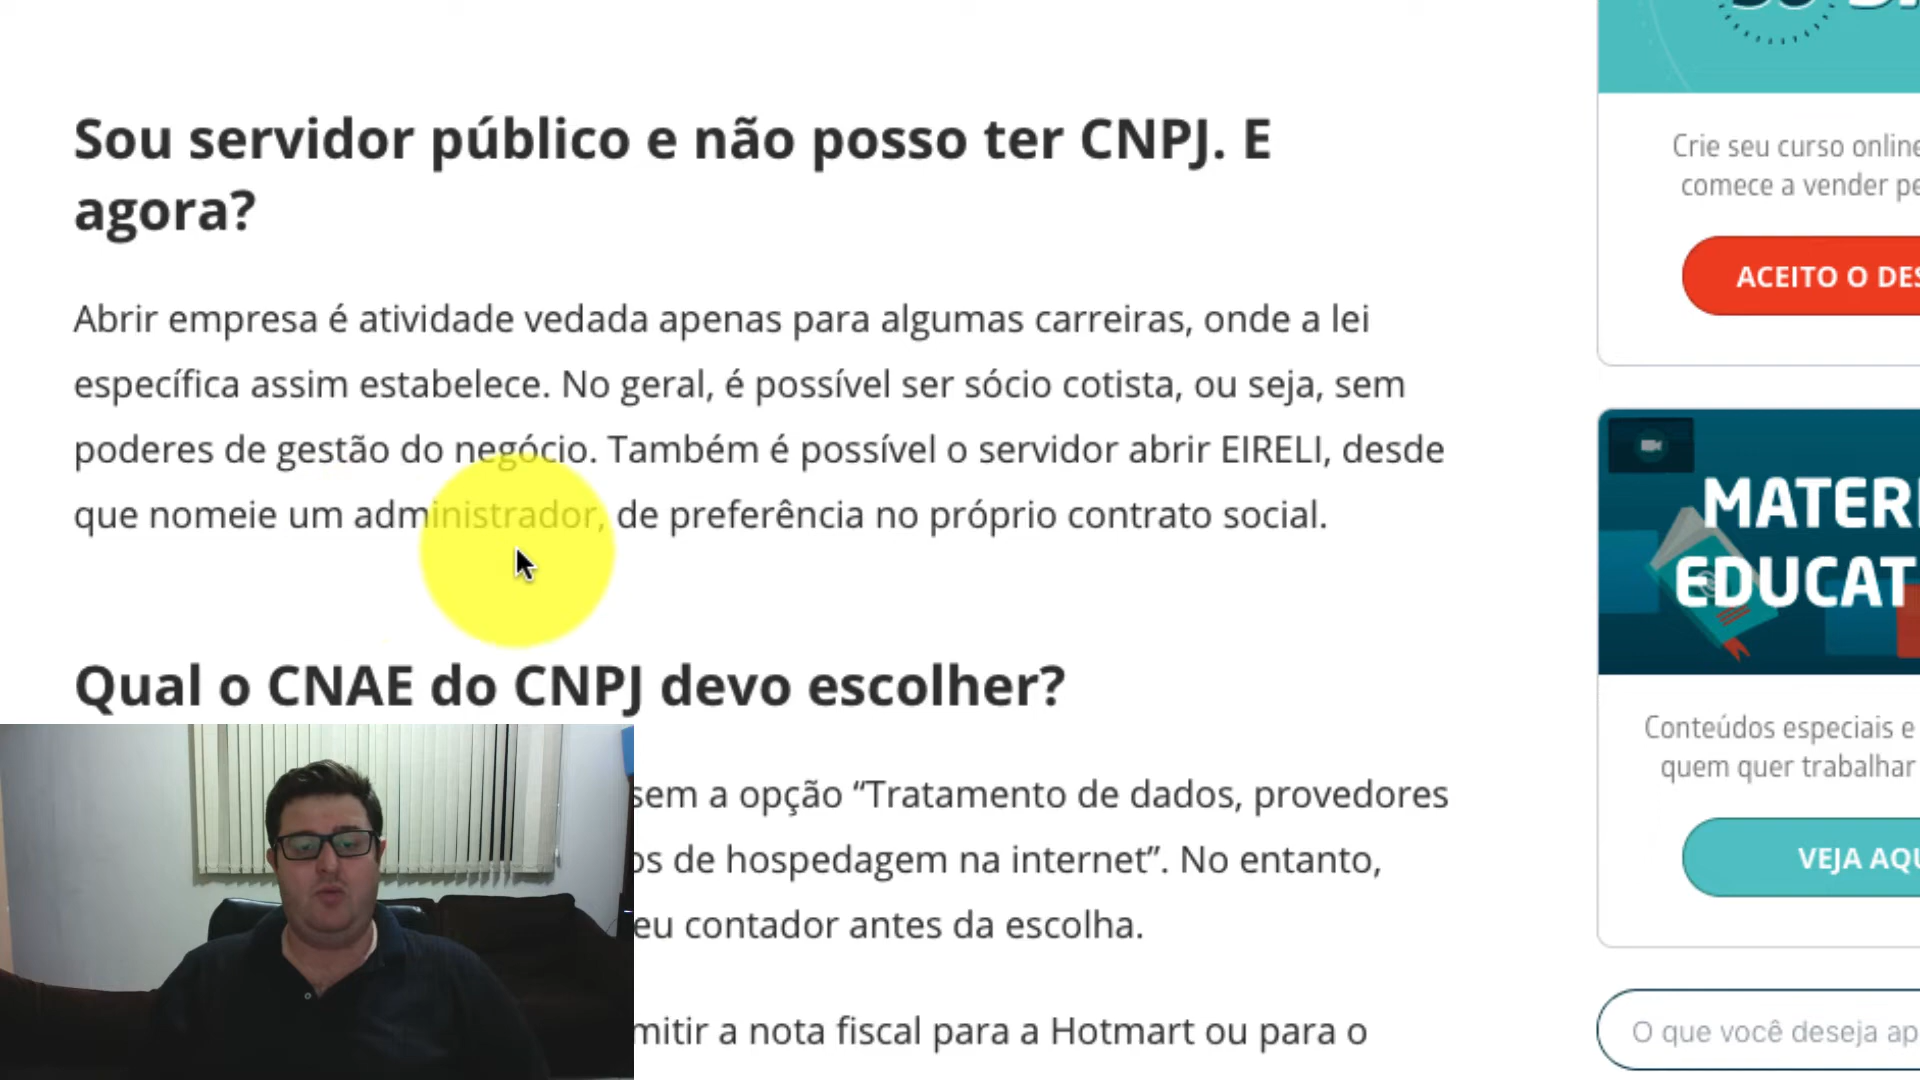 Sou servidor público e não posso ter CNPJ. E
agora?
Abrir empresa é atividade vedada apenas para algumas carreiras, onde a lei
específica assim estabelece. No geral, é possível ser sócio cotista, ou seja, sem
poderes de gestão do negócio. Também é possível o servidor abrir EIRELI, desde
que nomeie um administrador, de preferência no próprio contrato social.
Qual o CNAE do CNPJ devo escolher?
sem a opção “Tratamento de dados, provedores
os de hospedagem na internet”. No entanto,
eu contador antes da escolha.
mitir a nota fiscal para a Hotmart ou para o
Crie seu curso online
comece a vender pe
ACEITO O DES
MATERI
EDUCAT
Conteúdos especiais e
quem quer trabalhar
VEJA AQU
O que você deseja ap